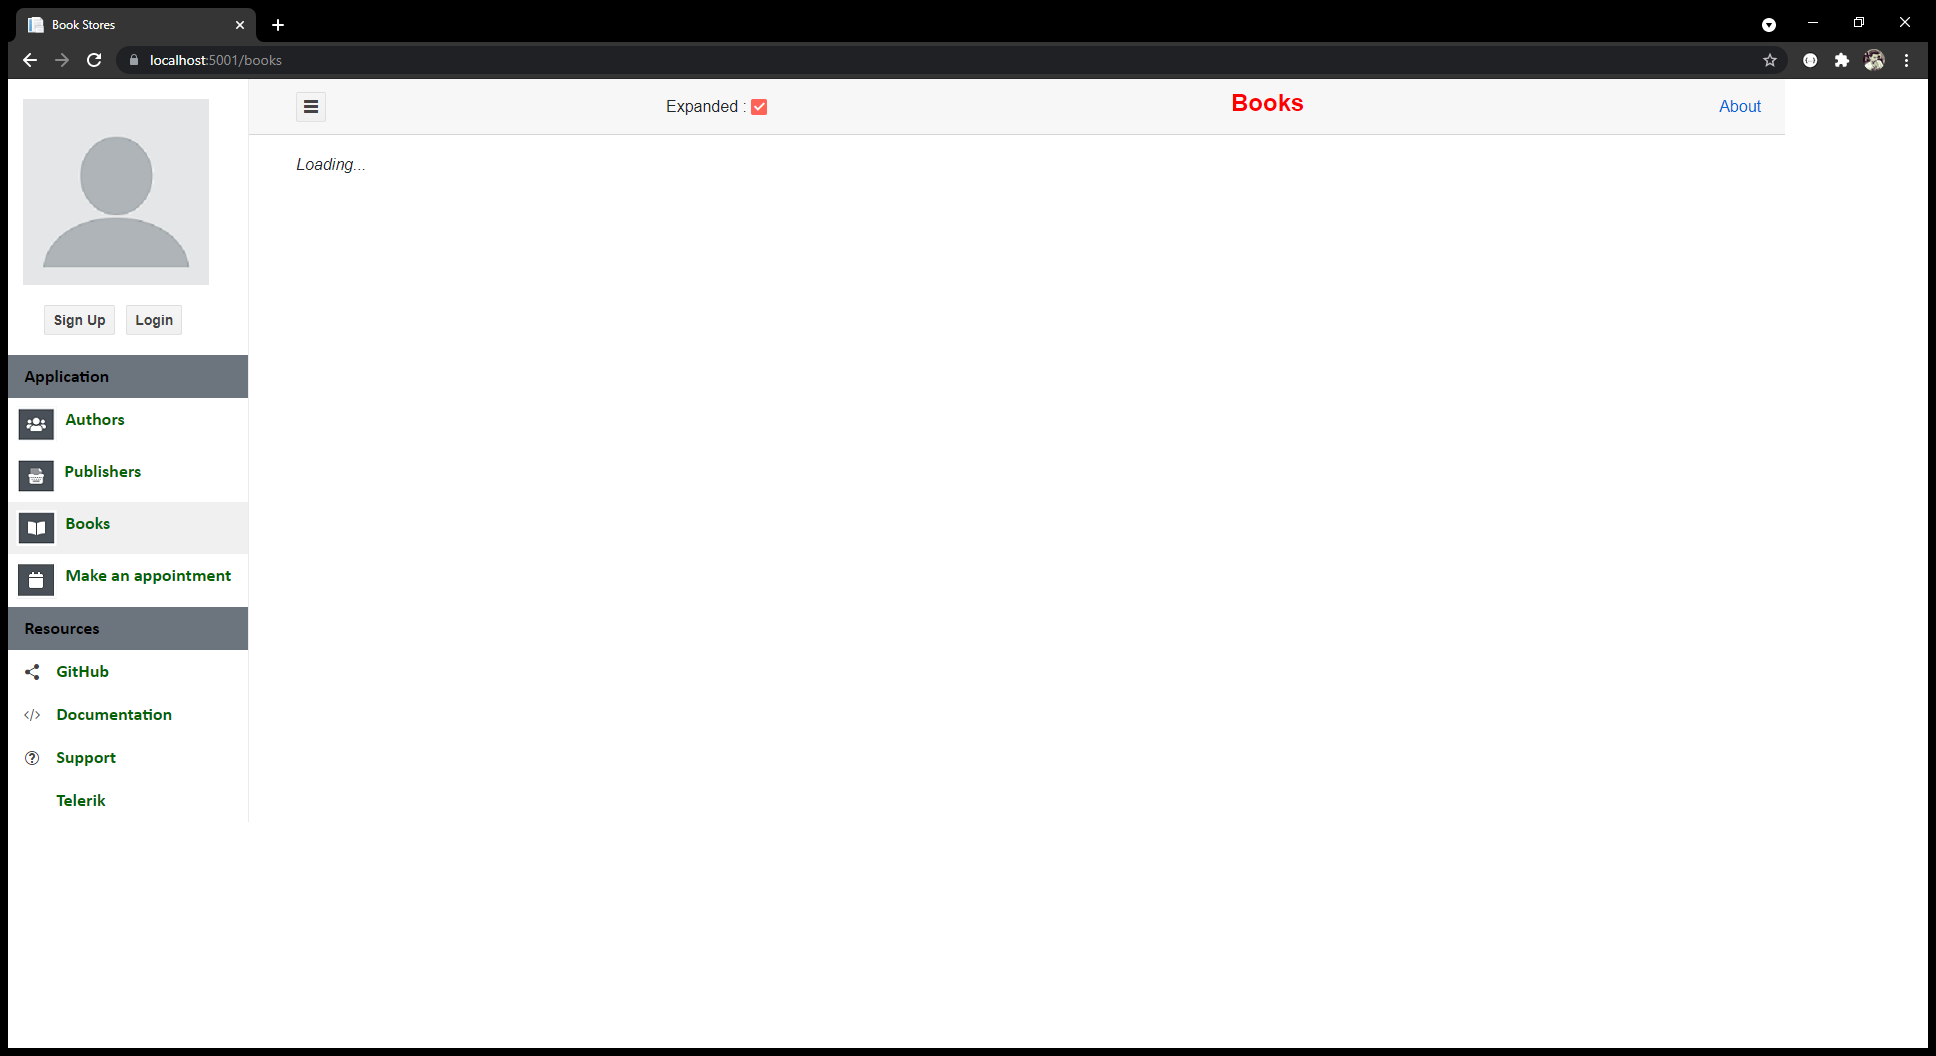 Book Stores
localhost:5001/books
Expanded :
Books
About
Loading...
Sign Up
Login
Application
Authors
Publishers
Books
Make an appointment
Resources
GitHub
Documentation
Support
Telerik